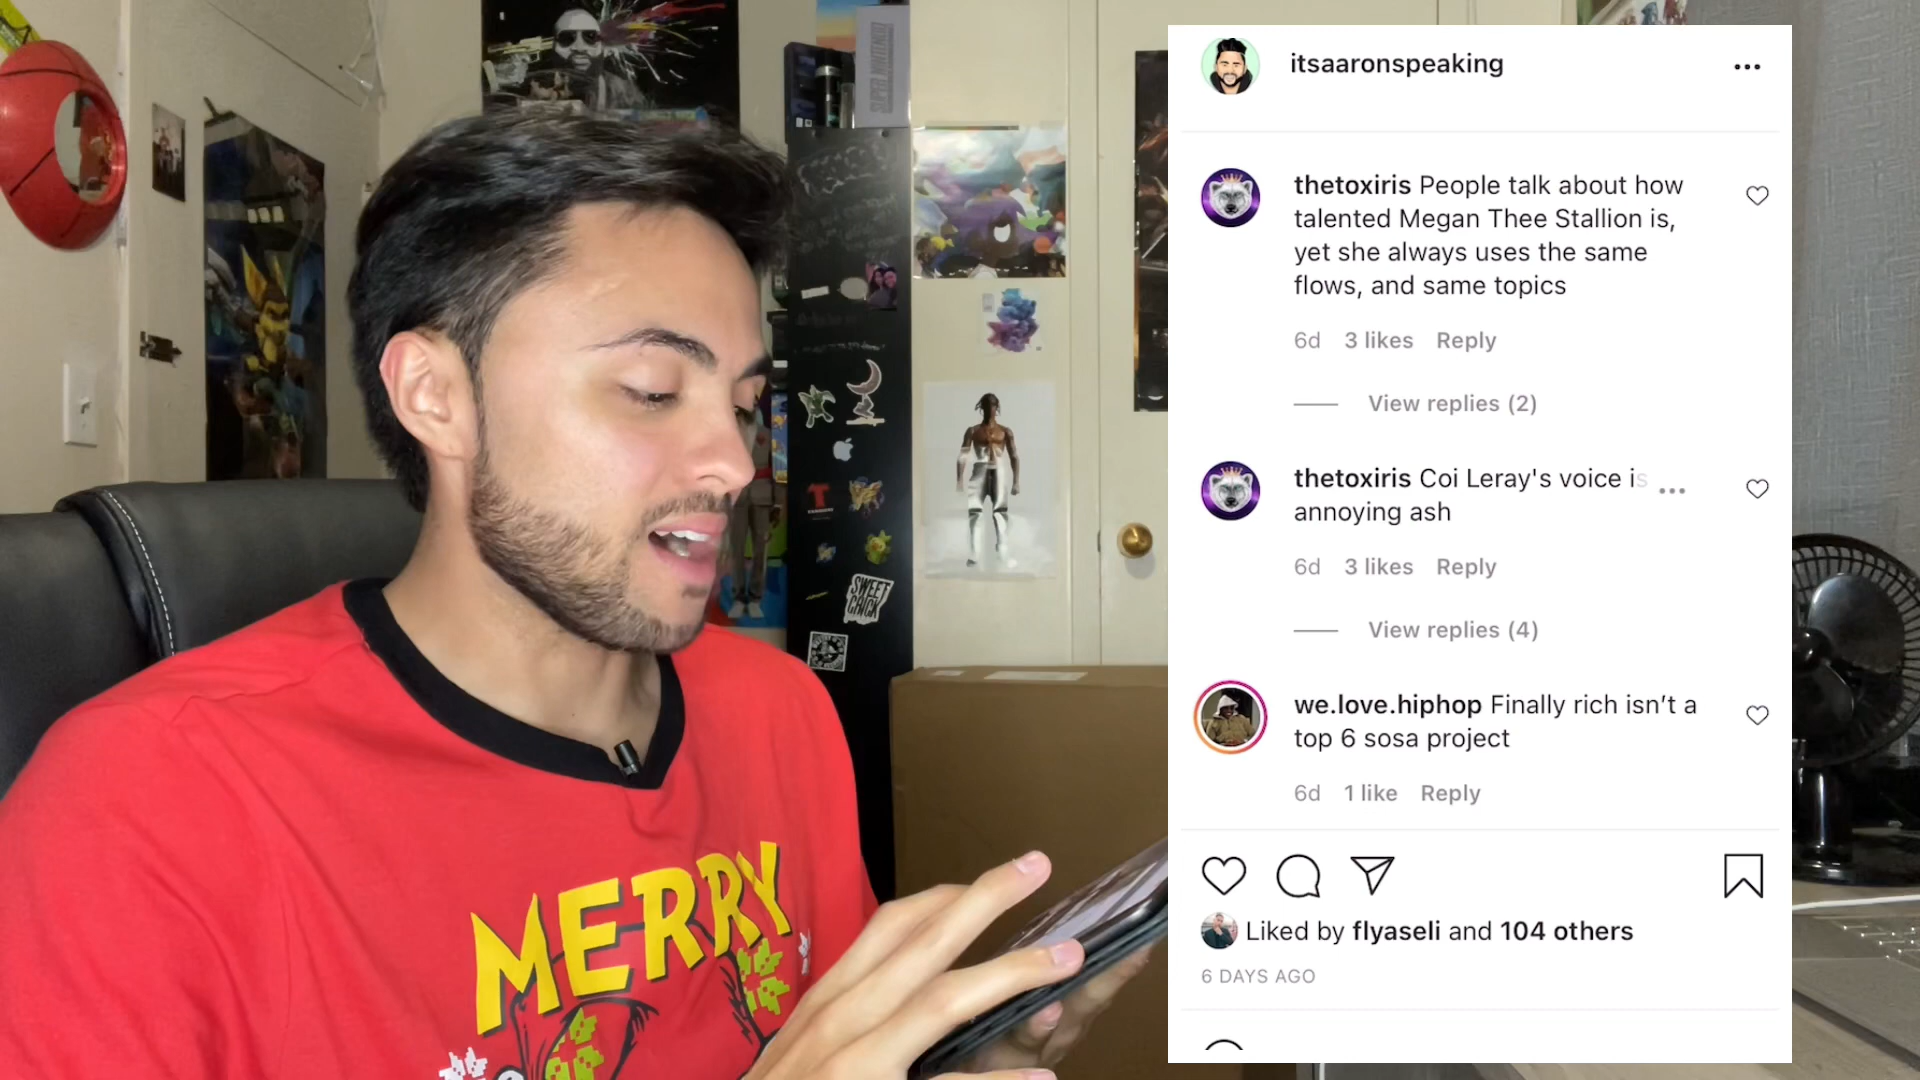 itsaaronspeaking
thetoxiris People talk about how
talented Megan Thee Stallion is,
yet she always uses the same
flows, and same topics
6d 3 likes Reply
View replies (2)
thetoxiris Coi Leray's voice is
annoying ash
6d 3 likes Reply
View replies (4)
we.love.hiphop Finally rich isn’t a
top 6 sosa project
6d 1 like Reply
Liked by flyaseli and 104 others
6 DAYS AGO
SWEET
CHICK
MERRY